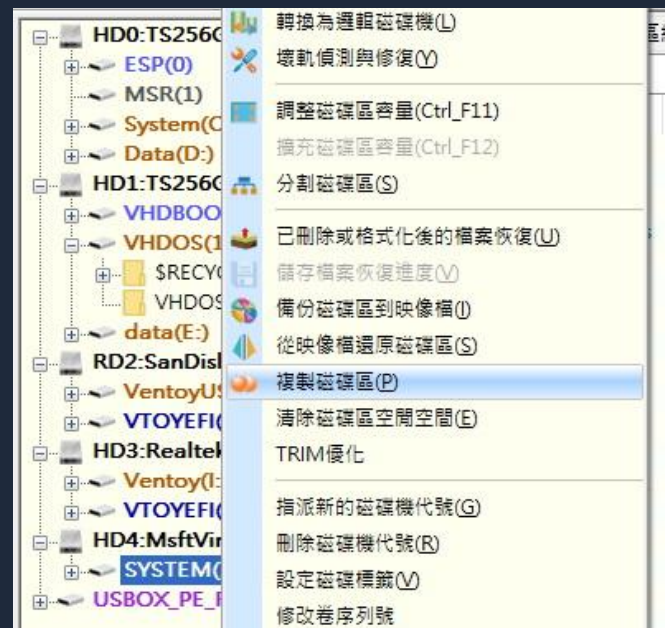 HD0:TS256G
ESP(0)
MSR(1)
System(C
Data(D:)
HD1:TS256G
VHDBOO
VHDOS(1
$RECY
VHDOS
data(E:)
RD2:SanDisk
VentoyUS
VTOYEFI(
HD3:Realtek
Ventoy(I:
VTOYEFI(
HD4:MsftVir
SYSTEM(
USBOX_PE_F
轉換為邏輯磁碟機(L)
壞軌偵測與修復(Y)
調整磁碟區容量(Ctrl_F11)
擴充磁碟區容量(Ctrl_F12)
分割磁碟區(S)
已刪除或格式化後的檔案恢復(U)
儲存檔案恢復進度(V)
備份磁碟區到映像檔(I)
從映像檔還原磁碟區(S)
複製磁碟區(P)
清除磁碟區空閒空間(E)
TRIM優化
指派新的磁碟機代號(G)
刪除磁碟機代號(R)
設定磁碟標籤(V)
修改卷序列號